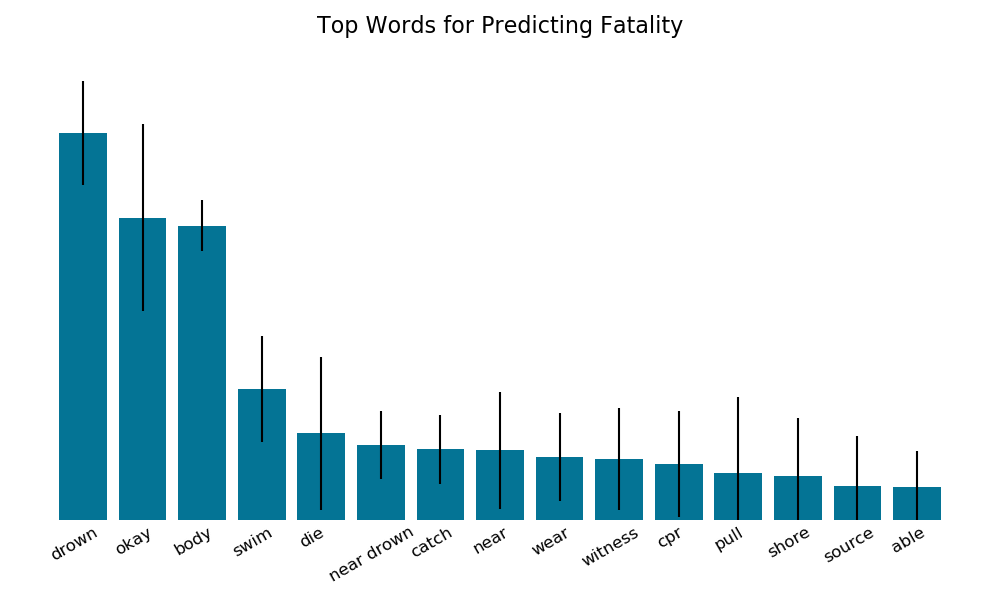 Top Words for Predicting Fatality
drown
okay
body
swim
die
near drown
catch
near
wear
witness
cpr
pull
shore
source
able